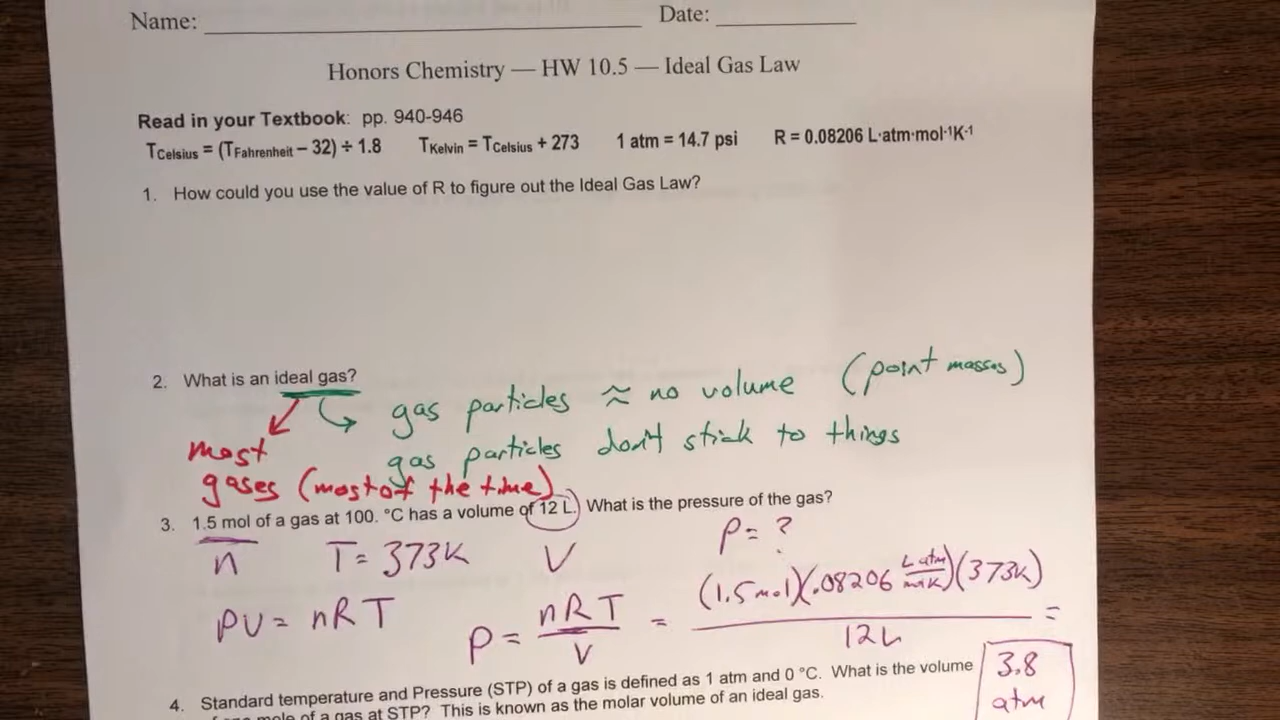 Name: Date:
Honors Chemistry — HW 10.5 — Ideal Gas Law
Read in your Textbook: pp. 940-946
TCelsius = (TFahrenheit – 32) ÷ 1.8 TKelvin = TCelsius + 273 1 atm = 14.7 psi R = 0.08206 L·atm·mol⁻¹K⁻¹
1. How could you use the value of R to figure out the Ideal Gas Law?
2. What is an ideal gas?
gas particles ≈ no volume (point masses)
gas particles don't stick to things
most
gases (most of the time)
3. 1.5 mol of a gas at 100. °C has a volume of 12 L. What is the pressure of the gas?
n T = 373K V P = ?
PV = nRT P = nRT / V = (1.5 mol)(.08206 L atm / mol K)(373K) / 12L =
3.8
atm
4. Standard temperature and Pressure (STP) of a gas is defined as 1 atm and 0 °C. What is the volume
mole of a gas at STP? This is known as the molar volume of an ideal gas.